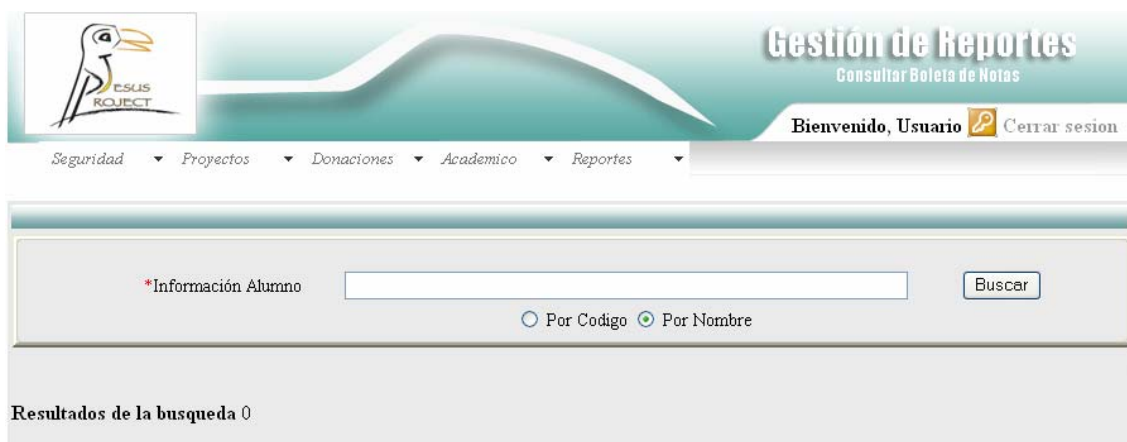 ESUS
ROJECT
Gestión de Reportes
Consultar Boleta de Notas
Bienvenido, Usuario Cerrar sesion
Seguridad Proyectos Donaciones Academico Reportes
*Información Alumno Buscar
Por Codigo Por Nombre
Resultados de la busqueda 0